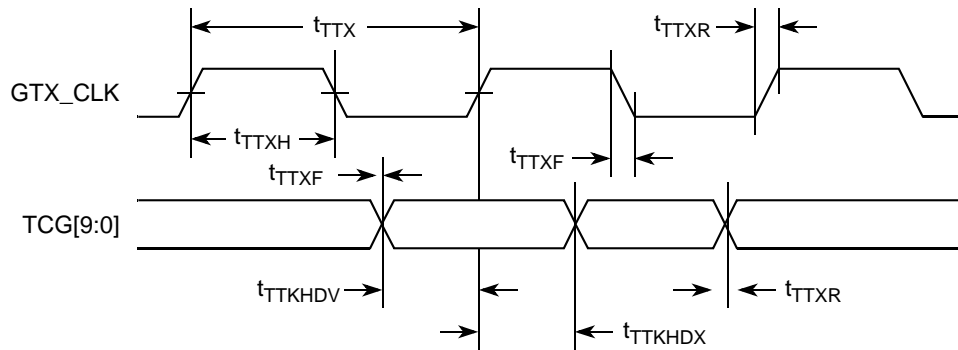 tTTX
tTTXR
GTX_CLK
tTTXH
tTTXF
tTTXF
TCG[9:0]
tTTKHDV
tTTXR
tTTKHDX